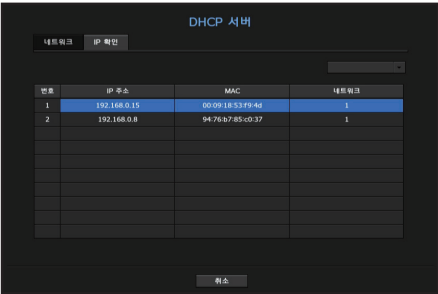 DHCP 서버
네트워크 IP 확인
번호 IP 주소 MAC 네트워크
1 192.168.0.15 00:09:18:53:f9:4d 1
2 192.168.0.8 94:76:b7:85:c0:37 1
취소